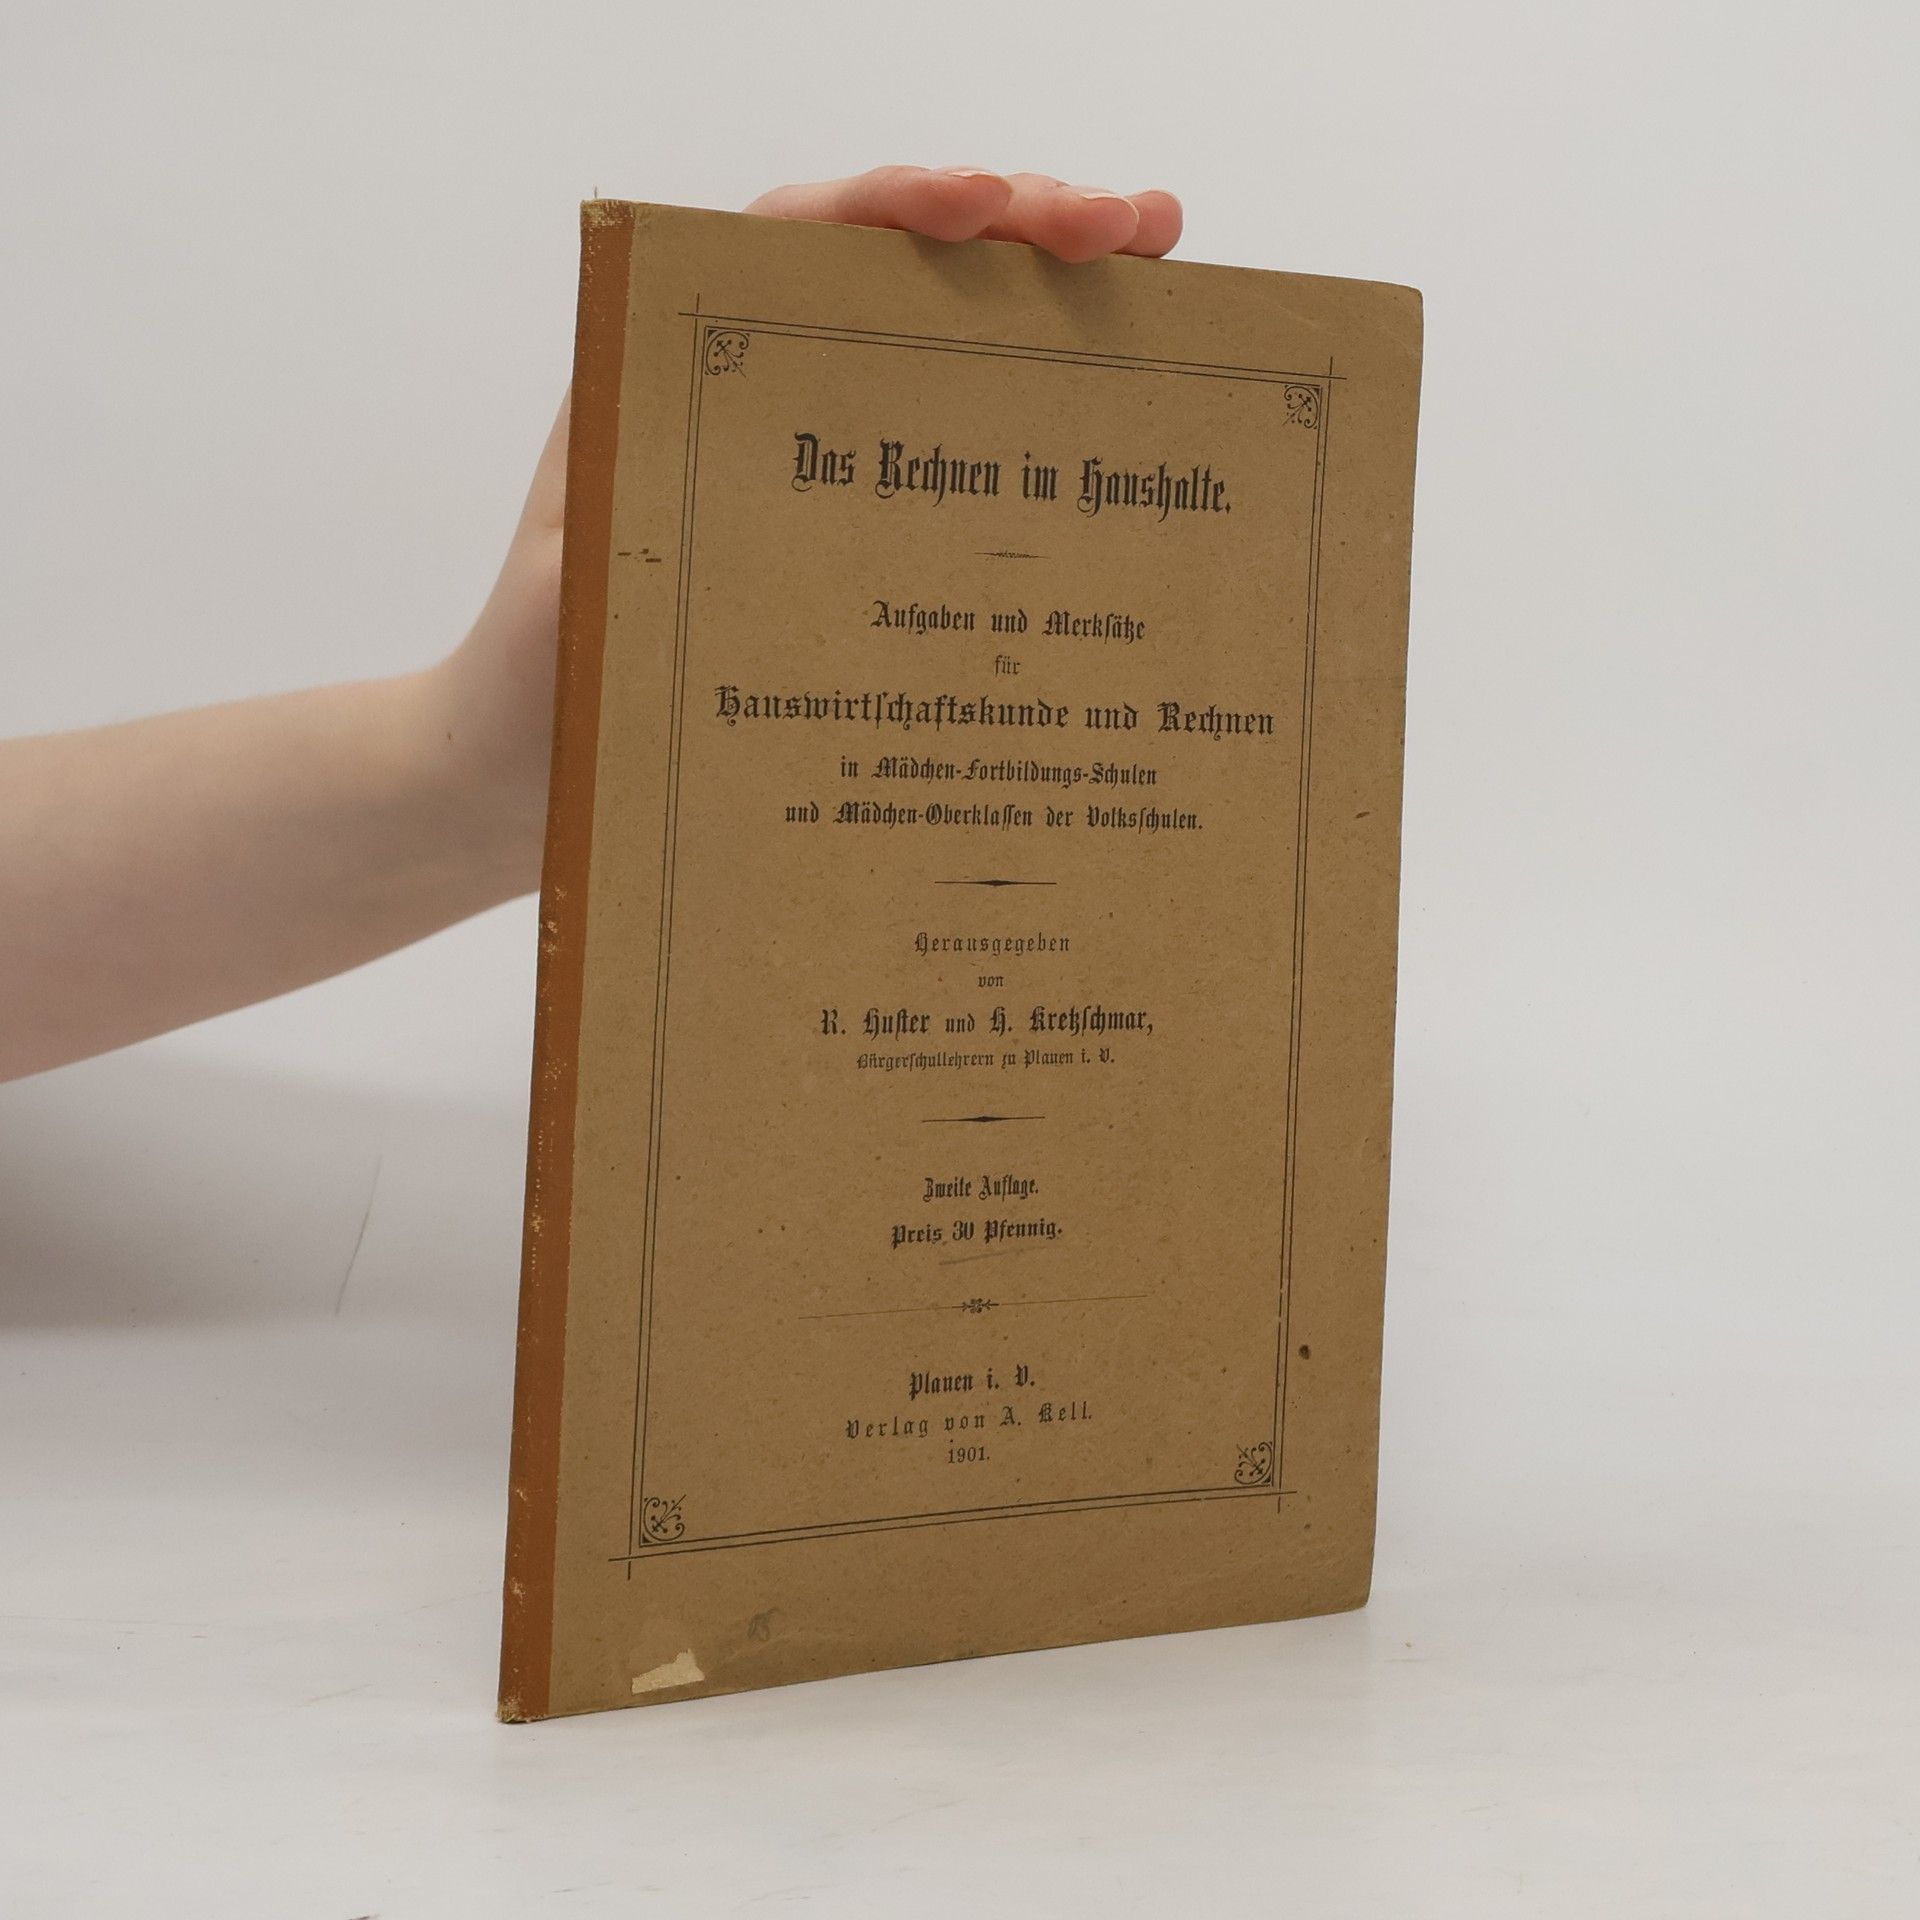 Das Rechnen im Haushalte.
Aufgaben und Merkſätze
für
Hauswirtſchaftskunde und Rechnen
in Mädchen-Fortbildungs-Schulen
und Mädchen-Oberklaſſen der Volksſchulen.
Herausgegeben
von
R. Huſter und H. Kretzſchmar,
Bürgerſchullehrern zu Plauen i. V.
Zweite Auflage.
Preis 30 Pfennig.
Plauen i. V.
Verlag von A. Kell.
1901.